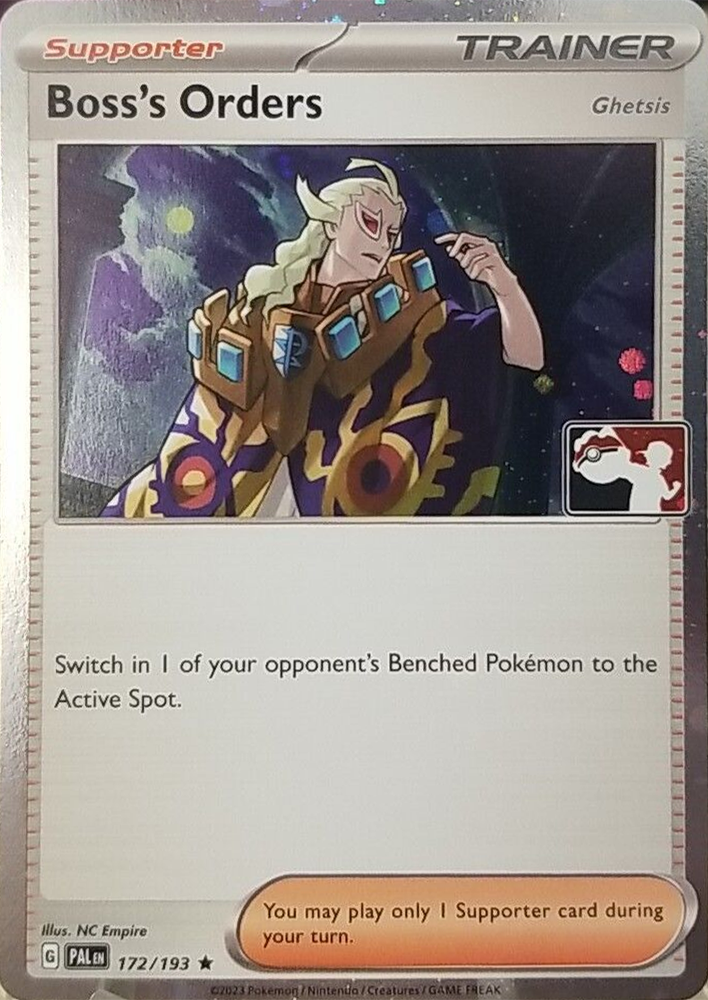 Supporter
TRAINER
Boss's Orders
Ghetsis
Switch in 1 of your opponent's Benched Pokémon to the
Active Spot.
You may play only 1 Supporter card during
your turn.
Illus. NC Empire
G PAL EN 172/193 ★
©2023 Pokémon / Nintendo / Creatures / GAME FREAK